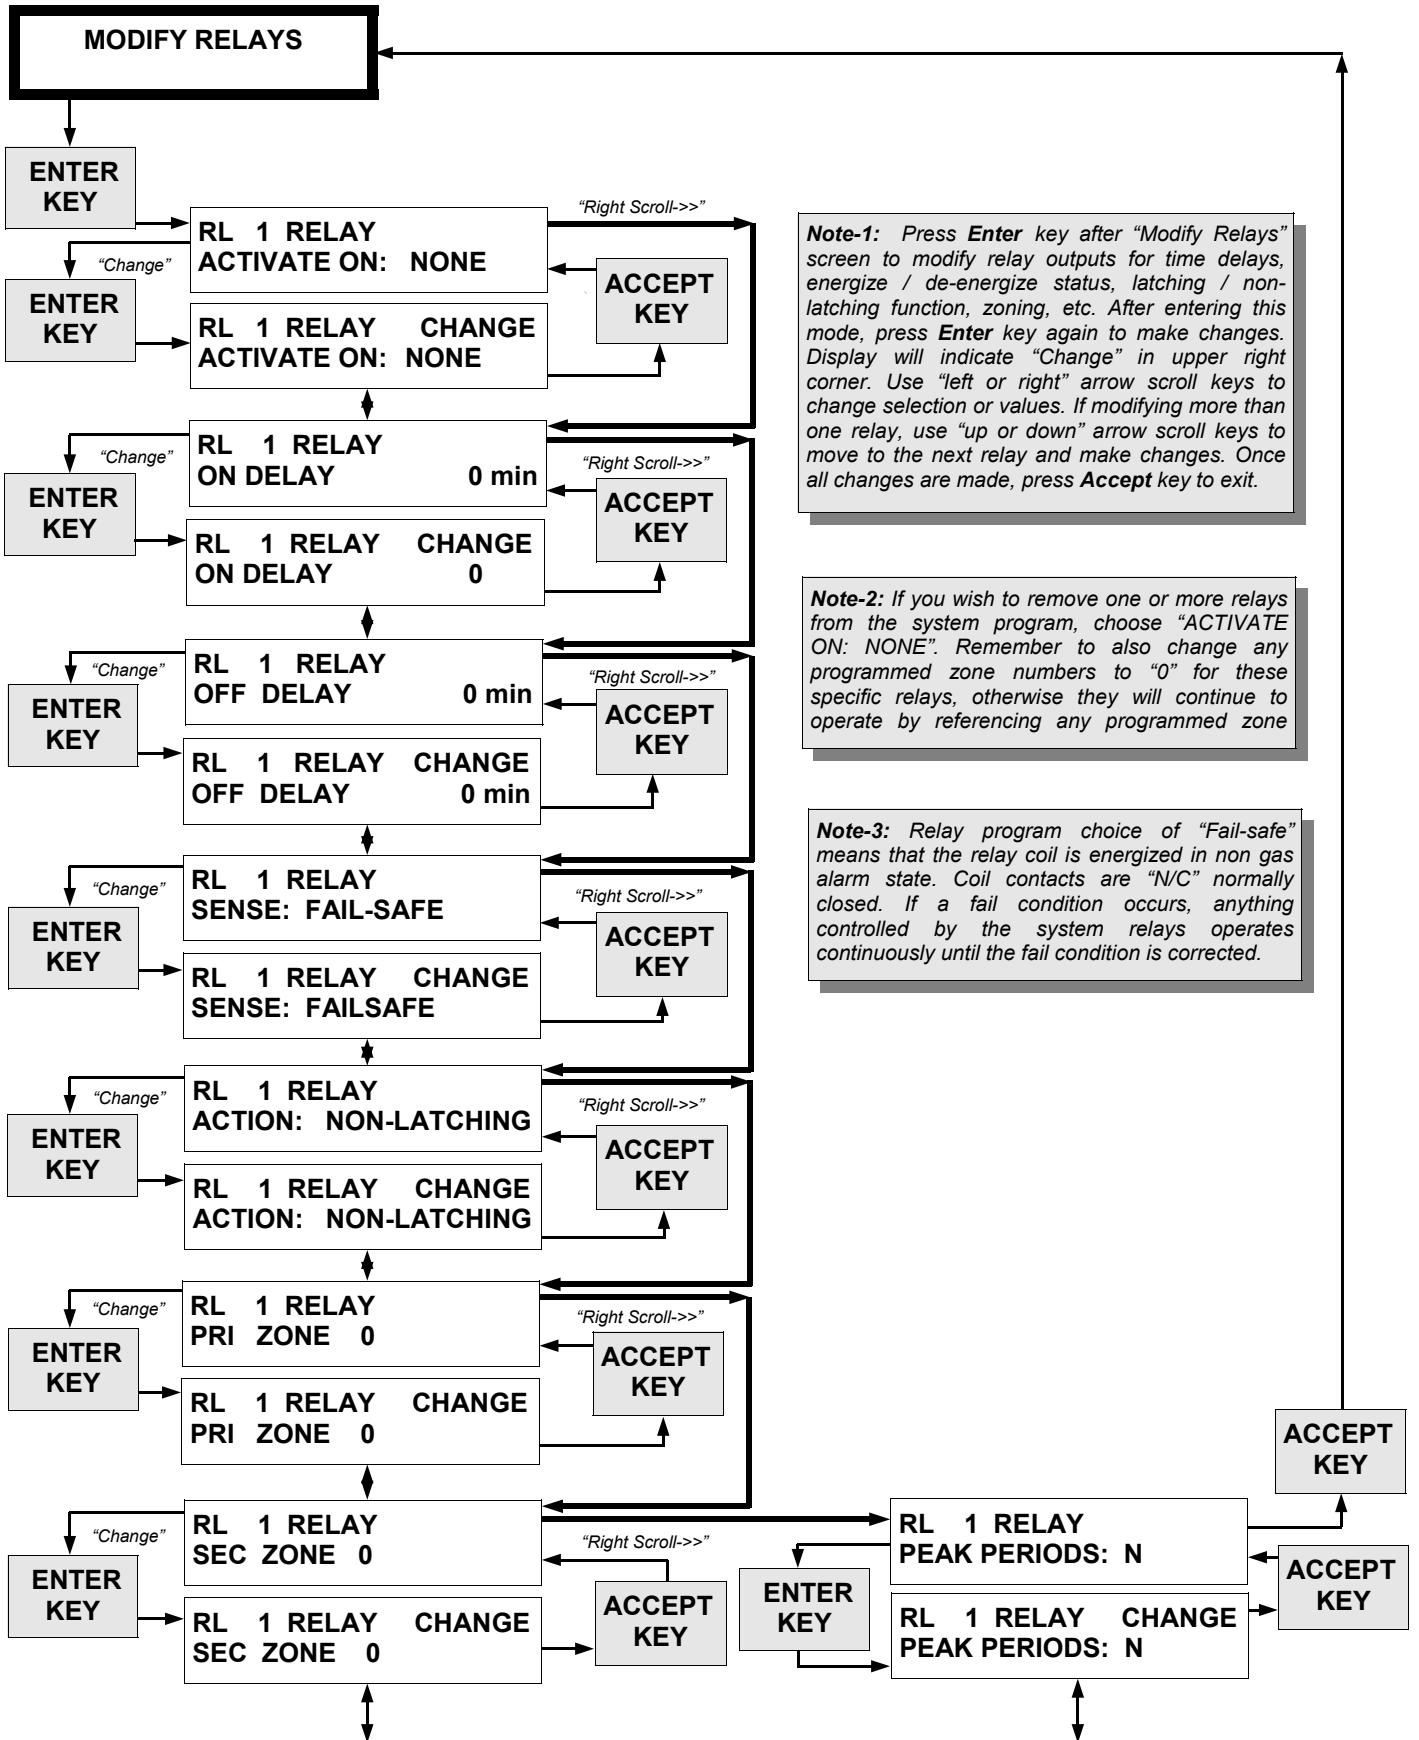 MODIFY RELAYS
ENTER
KEY
RL 1 RELAY
ACTIVATE ON: NONE
“Right Scroll->>”
“Change”
ENTER
KEY
ACCEPT
KEY
RL 1 RELAY CHANGE
ACTIVATE ON: NONE
RL 1 RELAY
ON DELAY 0 min
“Change”
“Right Scroll->>”
ENTER
KEY
ACCEPT
KEY
RL 1 RELAY CHANGE
ON DELAY 0
RL 1 RELAY
OFF DELAY 0 min
“Change”
“Right Scroll->>”
ENTER
KEY
ACCEPT
KEY
RL 1 RELAY CHANGE
OFF DELAY 0 min
RL 1 RELAY
SENSE: FAIL-SAFE
“Change”
“Right Scroll->>”
ENTER
KEY
ACCEPT
KEY
RL 1 RELAY CHANGE
SENSE: FAILSAFE
RL 1 RELAY
ACTION: NON-LATCHING
“Change”
“Right Scroll->>”
ENTER
KEY
ACCEPT
KEY
RL 1 RELAY CHANGE
ACTION: NON-LATCHING
RL 1 RELAY
PRI ZONE 0
“Change”
“Right Scroll->>”
ENTER
KEY
ACCEPT
KEY
RL 1 RELAY CHANGE
PRI ZONE 0
RL 1 RELAY
SEC ZONE 0
“Change”
“Right Scroll->>”
ENTER
KEY
ACCEPT
KEY
RL 1 RELAY CHANGE
SEC ZONE 0
RL 1 RELAY
PEAK PERIODS: N
ENTER
KEY
RL 1 RELAY CHANGE
PEAK PERIODS: N
ACCEPT
KEY
ACCEPT
KEY
Note-1: Press Enter key after “Modify Relays”
screen to modify relay outputs for time delays,
energize / de-energize status, latching / non-
latching function, zoning, etc. After entering this
mode, press Enter key again to make changes.
Display will indicate “Change” in upper right
corner. Use “left or right” arrow scroll keys to
change selection or values. If modifying more than
one relay, use “up or down” arrow scroll keys to
move to the next relay and make changes. Once
all changes are made, press Accept key to exit.
Note-2: If you wish to remove one or more relays
from the system program, choose “ACTIVATE
ON: NONE”. Remember to also change any
programmed zone numbers to “0” for these
specific relays, otherwise they will continue to
operate by referencing any programmed zone
Note-3: Relay program choice of “Fail-safe”
means that the relay coil is energized in non gas
alarm state. Coil contacts are “N/C” normally
closed. If a fail condition occurs, anything
controlled by the system relays operates
continuously until the fail condition is corrected.